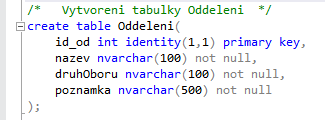 /*   Vytvoreni tabulky Oddeleni  */
create table Oddeleni(
    id_od int identity(1,1) primary key,
    nazev nvarchar(100) not null,
    druhOboru nvarchar(100) not null,
    poznamka nvarchar(500) not null
);